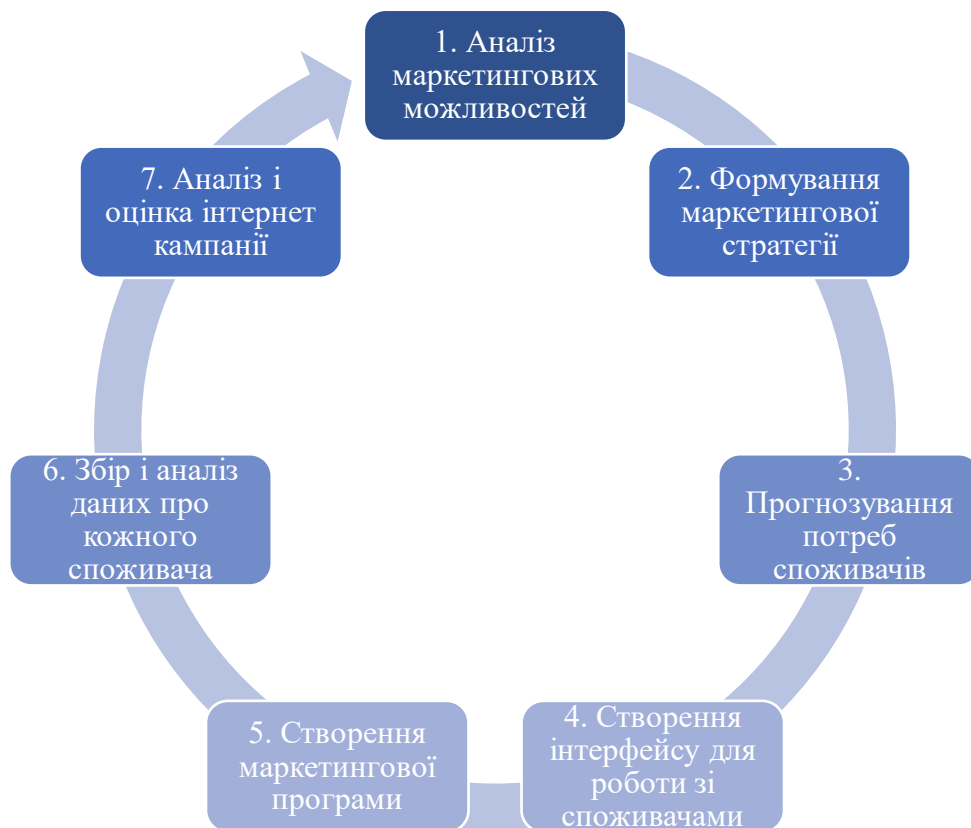 1. Аналіз
маркетингових
можливостей
2. Формування
маркетингової
стратегії
3.
Прогнозування
потреб
споживачів
4. Створення
інтерфейсу для
роботи зі
споживачами
5. Створення
маркетингової
програми
6. Збір і аналіз
даних про
кожного
споживача
7. Аналіз і
оцінка інтернет
кампанії